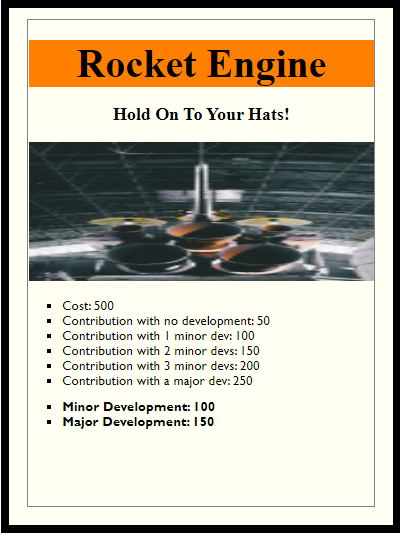 Rocket Engine
Hold On To Your Hats!
Cost: 500
Contribution with no development: 50
Contribution with 1 minor dev: 100
Contribution with 2 minor devs: 150
Contribution with 3 minor devs: 200
Contribution with a major dev: 250
Minor Development: 100
Major Development: 150